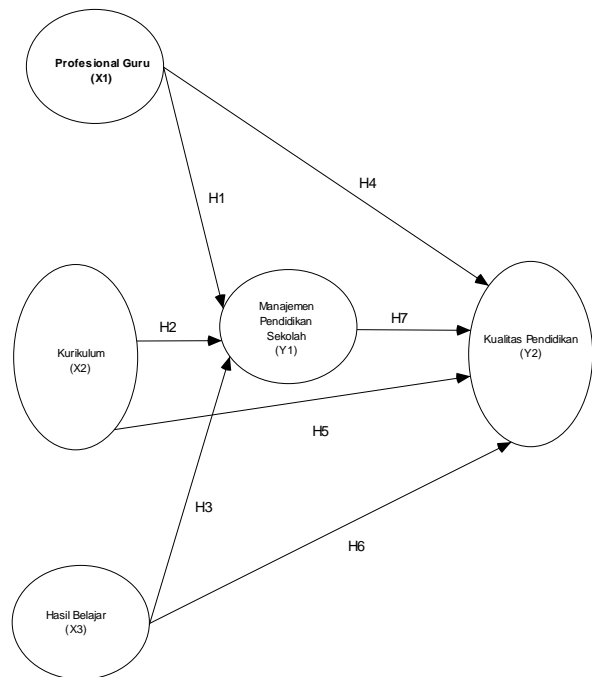 Profesional Guru
(X1)
H1
H4
Manajemen
Pendidikan
Sekolah
(Y1)
H2
H7
Kurikulum
(X2)
Kualitas Pendidikan
(Y2)
H5
H3
H6
Hasil Belajar
(X3)